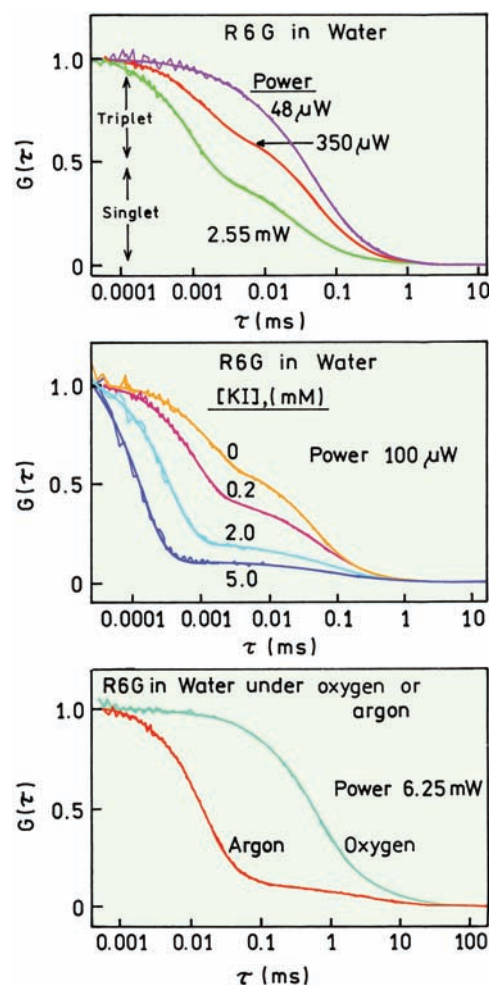 R6G in Water
Power
48 μW
350 μW
2.55 mW
Triplet
Singlet
G(τ)
1.0
0.5
0
0.0001 0.001 0.01 0.1 1 10
τ (ms)
R6G in Water
[KI], (mM)
Power 100 μW
0
0.2
2.0
5.0
G(τ)
1.0
0.5
0
0.0001 0.001 0.01 0.1 1 10
τ (ms)
R6G in Water under oxygen or
argon
Power 6.25 mW
Argon Oxygen
G(τ)
1.0
0.5
0
0.001 0.01 0.1 1 10 100
τ (ms)